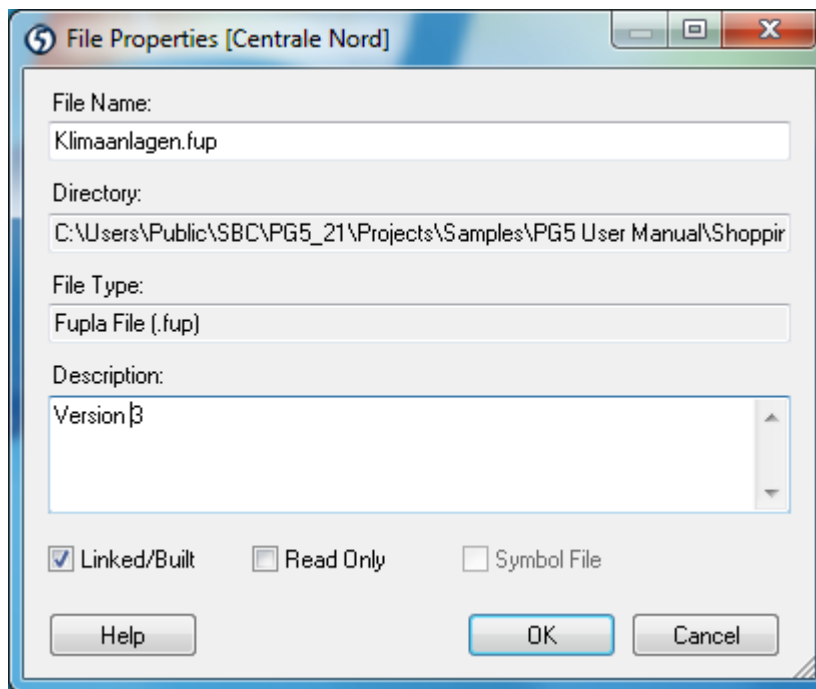 File Properties [Centrale Nord]
File Name:
Klimaanlagen.fup
Directory:
C:\Users\Public\SBC\PG5_21\Projects\Samples\PG5 User Manual\Shoppir
File Type:
Fupla File (.fup)
Description:
Version 3
Linked/Built Read Only Symbol File
Help OK Cancel